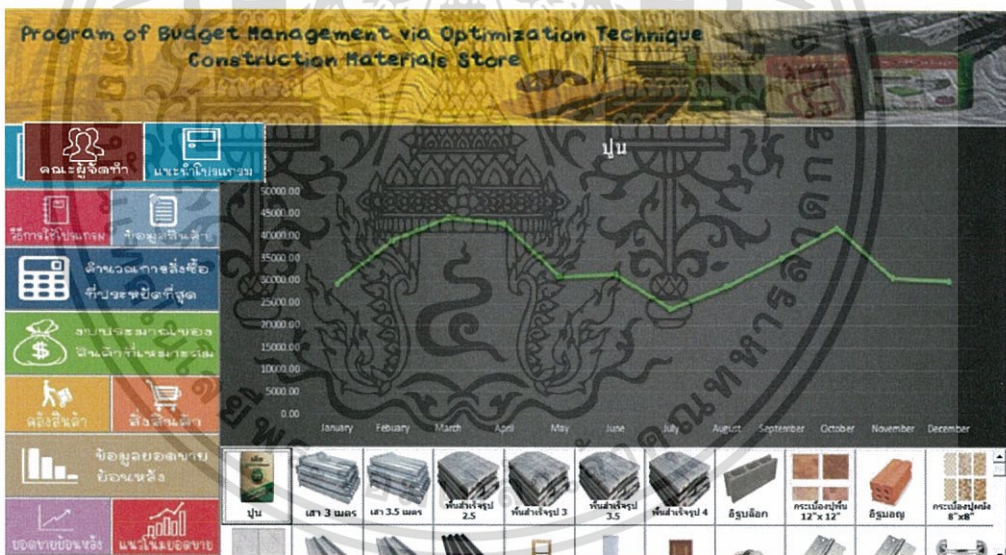 Program of Budget Management via Optimization Technique
Construction Materials Store
คณะผู้จัดทำ
แนะนำโปรแกรม
วิธีการใช้โปรแกรม
ข้อมูลสินค้า
คำนวณการสั่งซื้อ
ที่ประหยัดที่สุด
งบประมาณของ
สินค้าที่เหมาะสม
คลังสินค้า
สั่งสินค้า
ข้อมูลยอดขาย
ย้อนหลัง
ยอดขายย้อนหลัง
แนวโน้มยอดขาย
ปูน
50000.00
45000.00
40000.00
35000.00
30000.00
25000.00
20000.00
15000.00
10000.00
5000.00
0.00
January Febuary March April May June July August September October November December
ปูน
เสา 3 เมตร
เสา 3.5 เมตร
พื้นสำเร็จรูป
2.5
พื้นสำเร็จรูป 3
พื้นสำเร็จรูป
3.5
พื้นสำเร็จรูป 4
อิฐบล๊อก
กระเบื้องปูพื้น
12"x 12"
อิฐมอญ
กระเบื้องปูผนัง
8"x8"